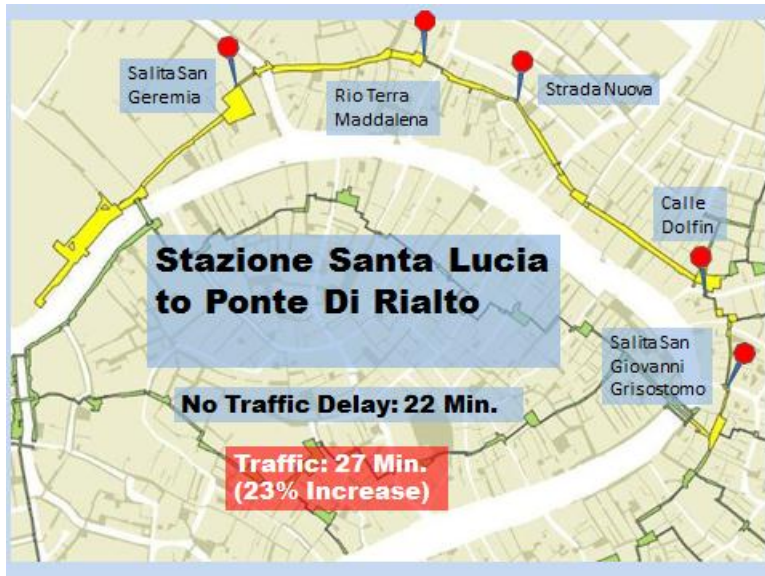 Salita San
Geremia
Rio Terra
Maddalena
Strada Nuova
Calle
Dolfin
Stazione Santa Lucia
to Ponte Di Rialto
Salita San
Giovanni
Grisostomo
No Traffic Delay: 22 Min.
Traffic: 27 Min.
(23% Increase)